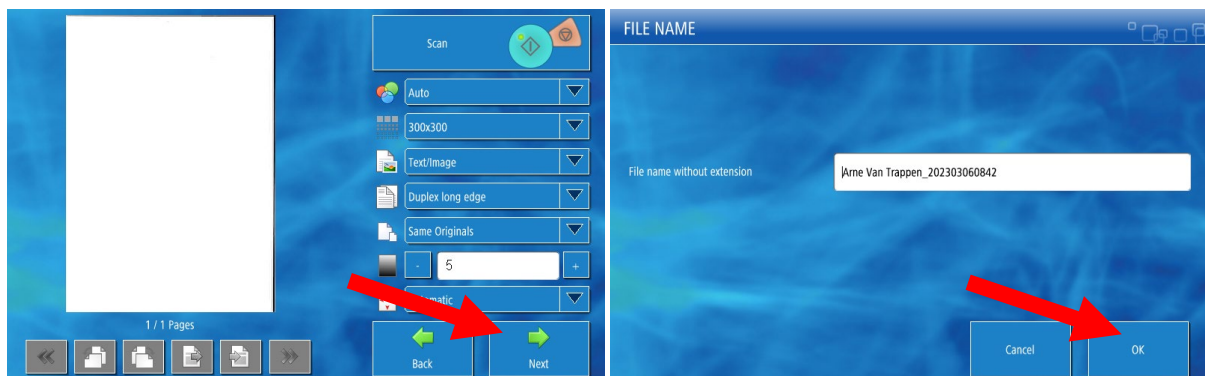 Scan
Auto
300x300
Text/Image
Duplex long edge
Same Originals
- 5 +
1 / 1 Pages
Back
Next
FILE NAME
File name without extension
Arne Van Trappen_202303060842
Cancel
OK